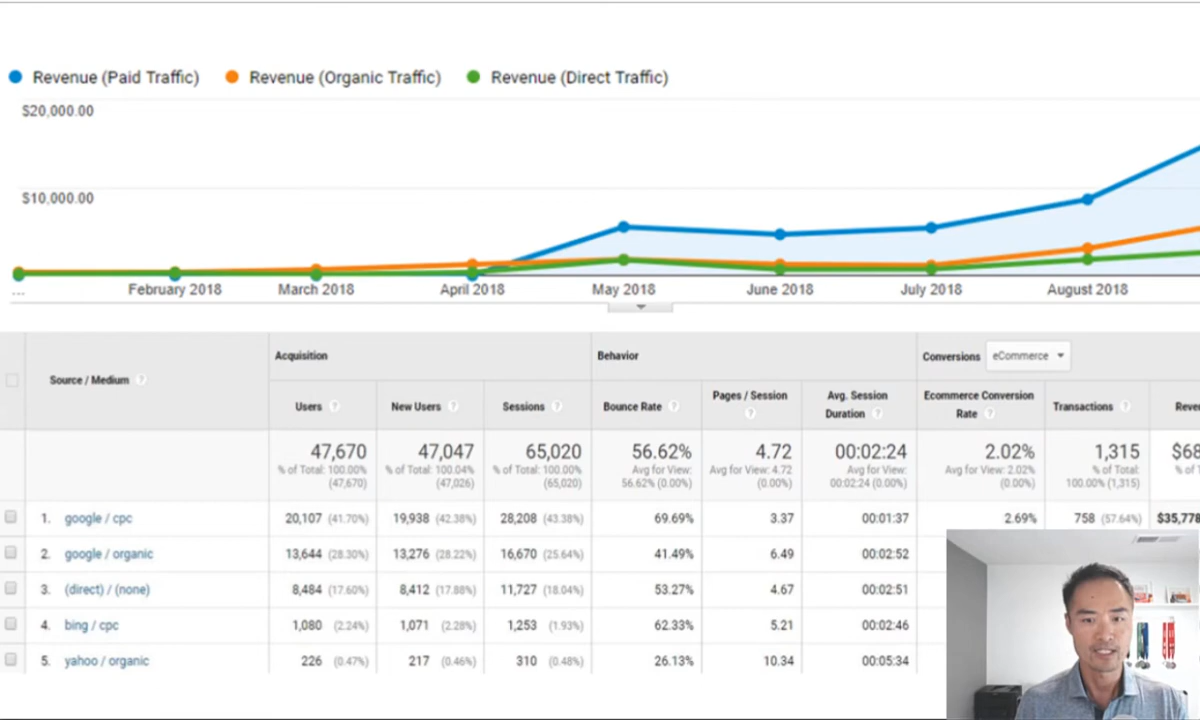 Revenue (Paid Traffic) Revenue (Organic Traffic) Revenue (Direct Traffic)
$20,000.00
$10,000.00
... February 2018 March 2018 April 2018 May 2018 June 2018 July 2018 August 2018
Acquisition Behavior Conversions eCommerce
Source / Medium ? Users ? New Users ? Sessions ? Bounce Rate ? Pages / Session ? Avg. Session Duration ? Ecommerce Conversion Rate ? Transactions ? Reve
47,670 47,047 65,020 56.62% 4.72 00:02:24 2.02% 1,315 $68
% of Total: 100.00% % of Total: 100.04% % of Total: 100.00% Avg for View: Avg for View: 4.72 Avg for View: Avg for View: 2.02% % of Total: % of T
(47,670) (47,026) (65,020) 56.62% (0.00%) (0.00%) 00:02:24 (0.00%) (0.00%) 100.00% (1,315)
1. google / cpc 20,107 (41.70%) 19,938 (42.38%) 28,208 (43.38%) 69.69% 3.37 00:01:37 2.69% 758 (57.64%) $35,778
2. google / organic 13,644 (28.30%) 13,276 (28.22%) 16,670 (25.64%) 41.49% 6.49 00:02:52
3. (direct) / (none) 8,484 (17.60%) 8,412 (17.88%) 11,727 (18.04%) 53.27% 4.67 00:02:51
4. bing / cpc 1,080 (2.24%) 1,071 (2.28%) 1,253 (1.93%) 62.33% 5.21 00:02:46
5. yahoo / organic 226 (0.47%) 217 (0.46%) 310 (0.48%) 26.13% 10.34 00:05:34